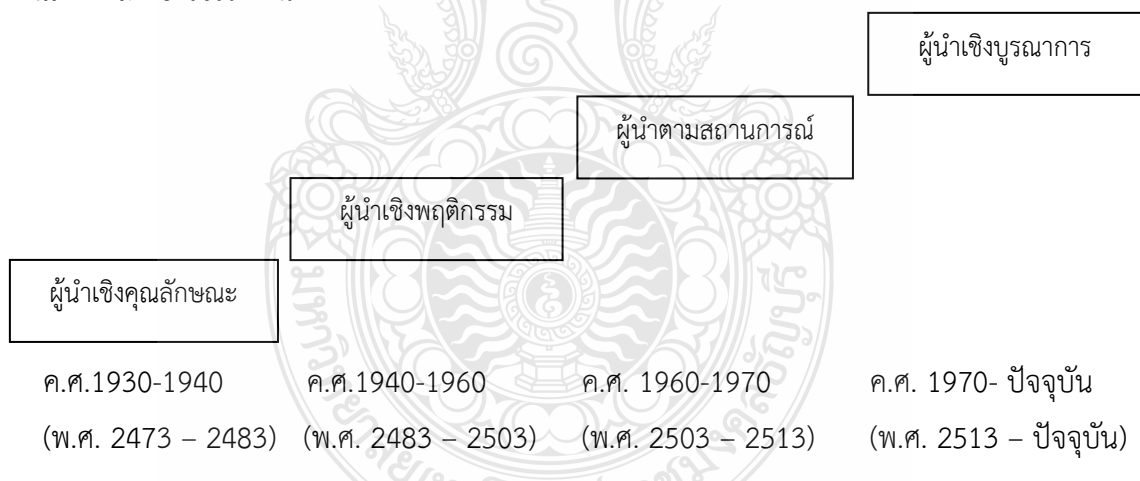 ผู้นำเชิงบูรณาการ
ผู้นำตามสถานการณ์
ผู้นำเชิงพฤติกรรม
ผู้นำเชิงคุณลักษณะ
ค.ศ.1930-1940 ค.ศ.1940-1960 ค.ศ. 1960-1970 ค.ศ. 1970- ปัจจุบัน
(พ.ศ. 2473 – 2483) (พ.ศ. 2483 – 2503) (พ.ศ. 2503 – 2513) (พ.ศ. 2513 – ปัจจุบัน)